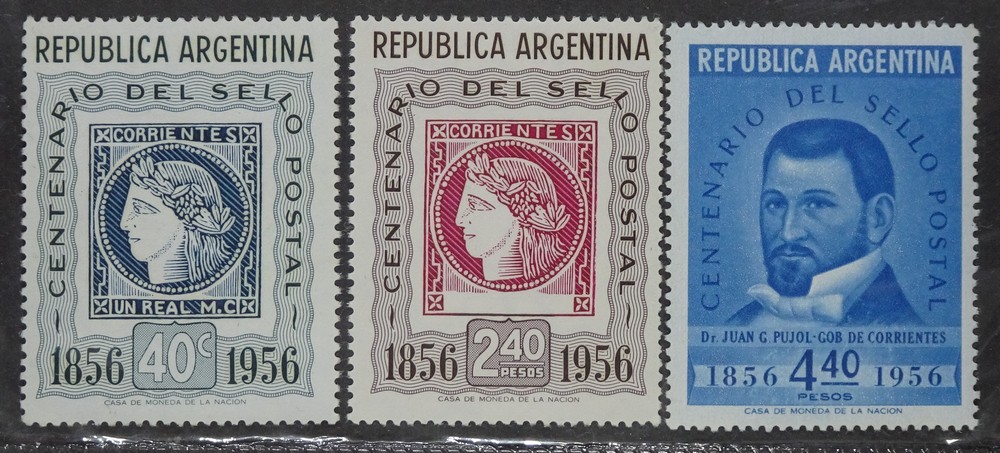 REPUBLICA ARGENTINA
CENTENARIO DEL SELLO POSTAL
CORRIENTES
UN REAL M.C.
1856 40c 1956
CASA DE MONEDA DE LA NACION
REPUBLICA ARGENTINA
CENTENARIO DEL SELLO POSTAL
CORRIENTES
1856 2.40 PESOS 1956
CASA DE MONEDA DE LA NACION
REPUBLICA ARGENTINA
CENTENARIO DEL SELLO POSTAL
Dr. JUAN G. PUJOL-GOB DE CORRIENTES
1856 4.40 1956
PESOS
CASA DE MONEDA DE LA NACION